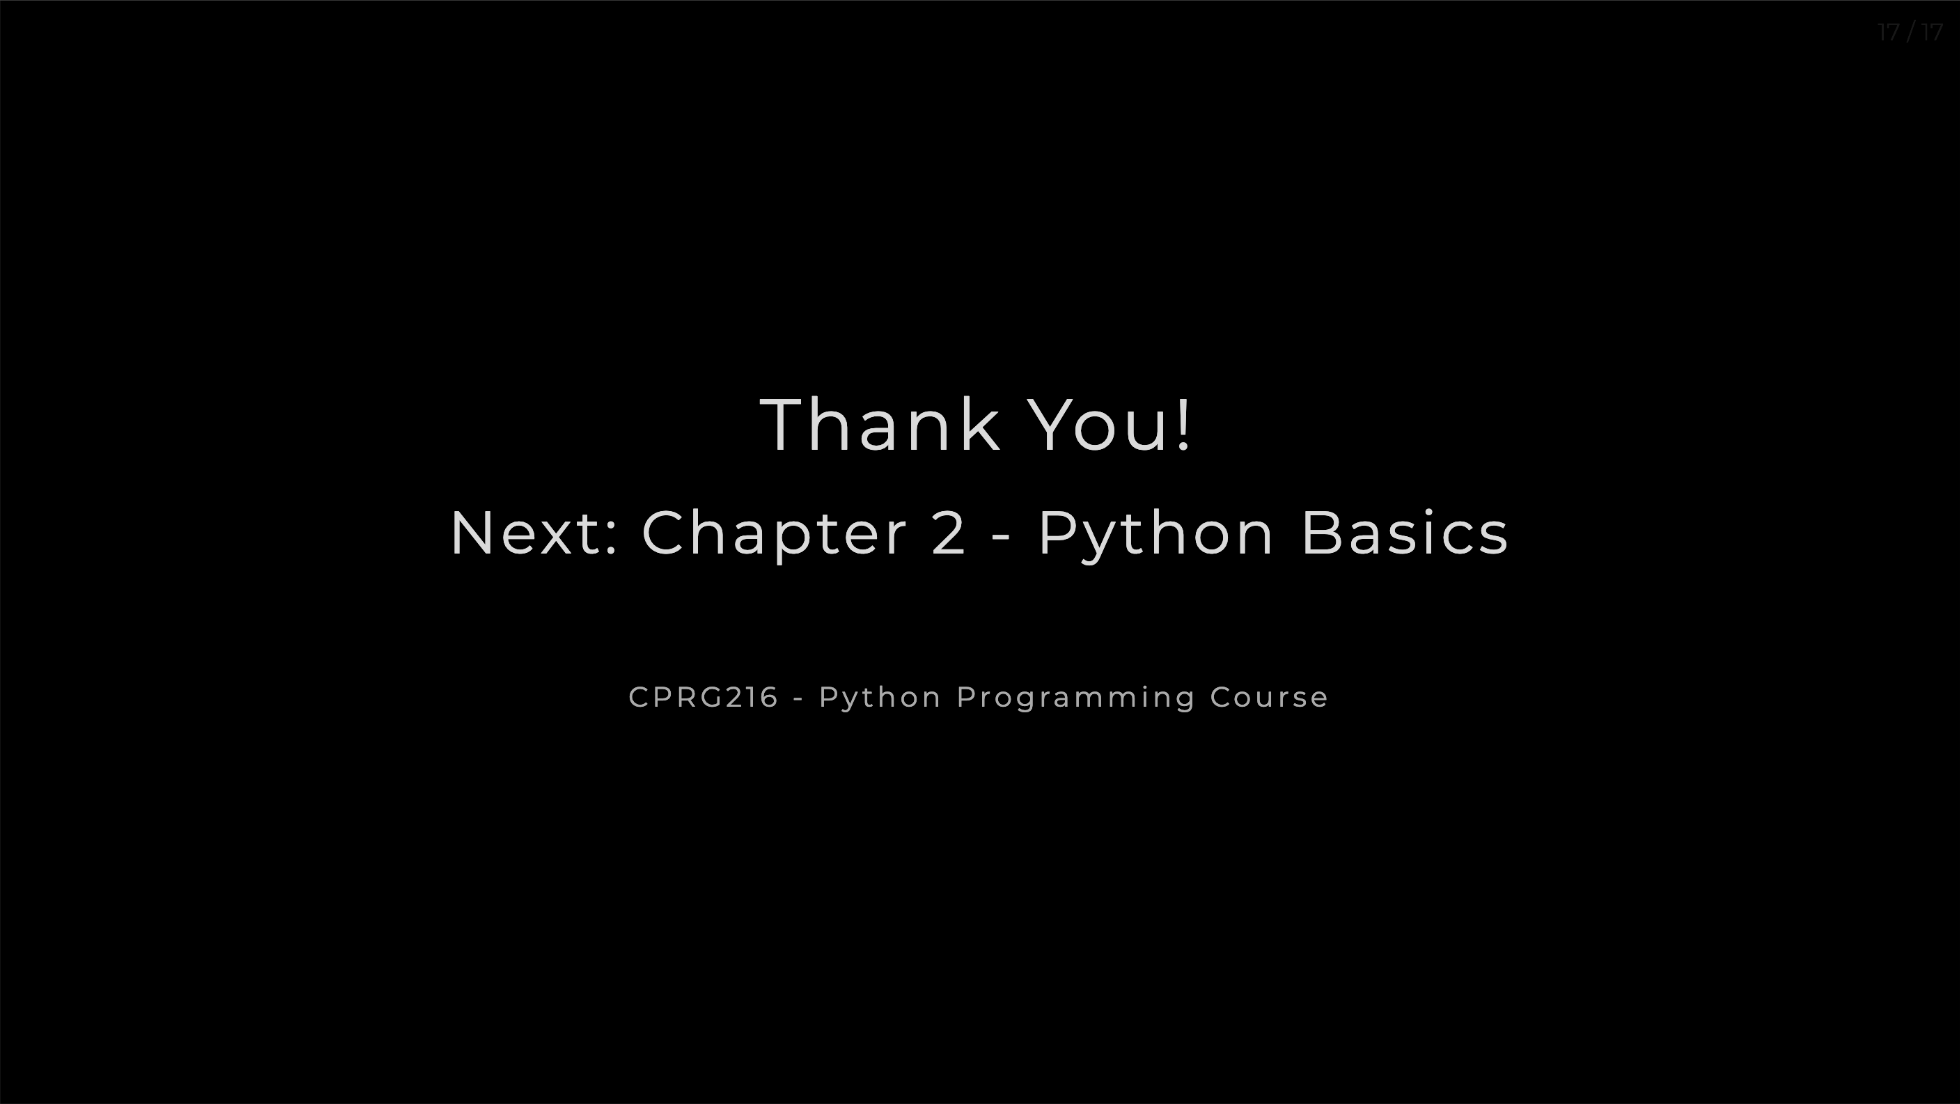 17 / 17
Thank You!
Next: Chapter 2 - Python Basics
CPRG216 - Python Programming Course